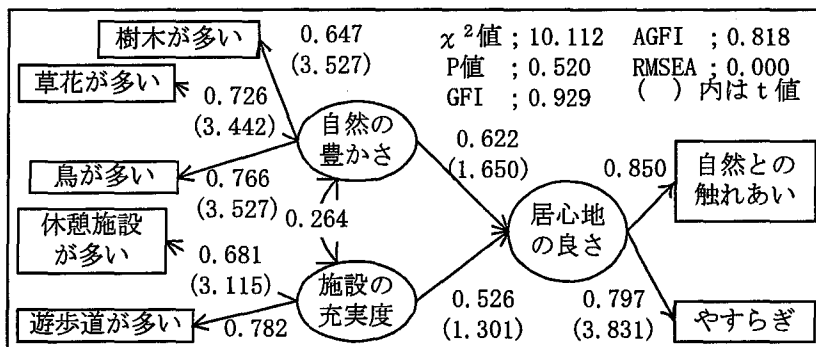 樹木が多い
0.647
(3.527)
χ²値 ; 10.112 AGFI ; 0.818
P値 ; 0.520 RMSEA ; 0.000
GFI ; 0.929 ( ) 内は t 値
草花が多い
0.726
(3.442)
自然の
豊かさ
鳥が多い
0.766
(3.527)
0.622
(1.650)
0.850
自然との
触れあい
休憩施設
が多い
0.264
居心地
の良さ
0.681
(3.115)
施設の
充実度
0.526
(1.301)
0.797
(3.831)
遊歩道が多い
0.782
やすらぎ